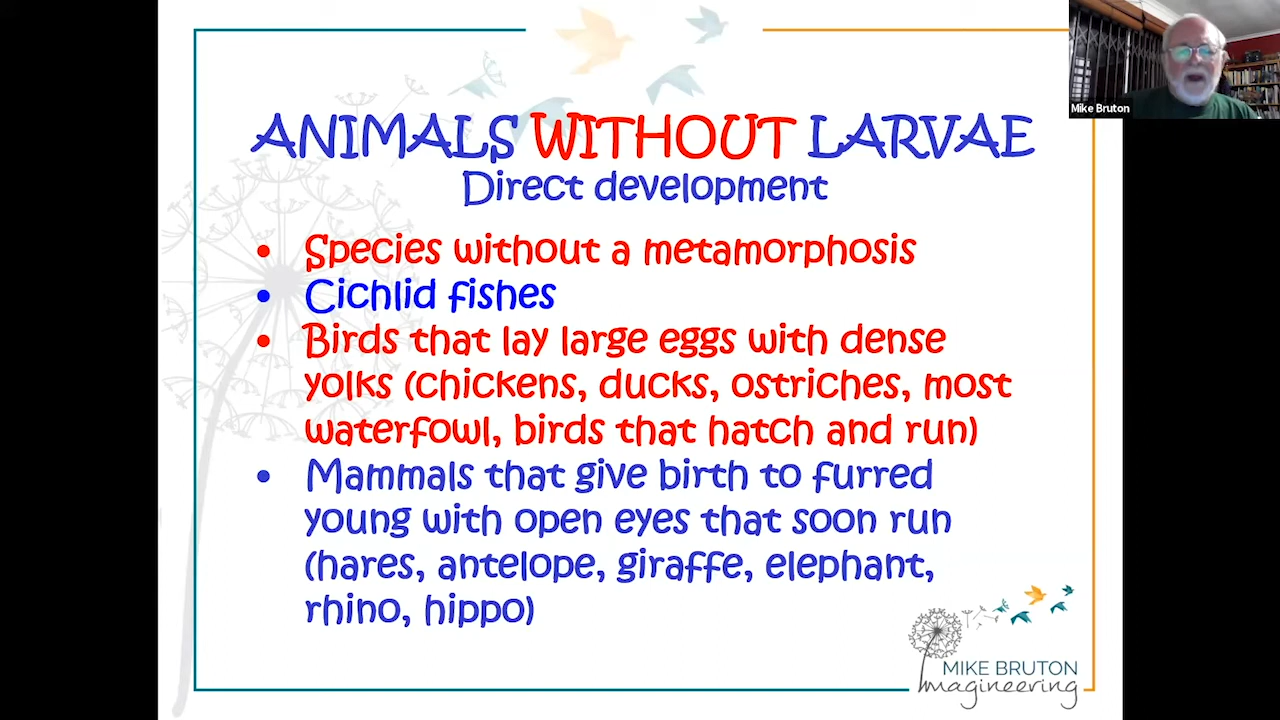 Mike Bruton
ANIMALS WITHOUT LARVAE
Direct development
• Species without a metamorphosis
• Cichlid fishes
• Birds that lay large eggs with dense
yolks (chickens, ducks, ostriches, most
waterfowl, birds that hatch and run)
• Mammals that give birth to furred
young with open eyes that soon run
(hares, antelope, giraffe, elephant,
rhino, hippo)
MIKE BRUTON
Imagineering